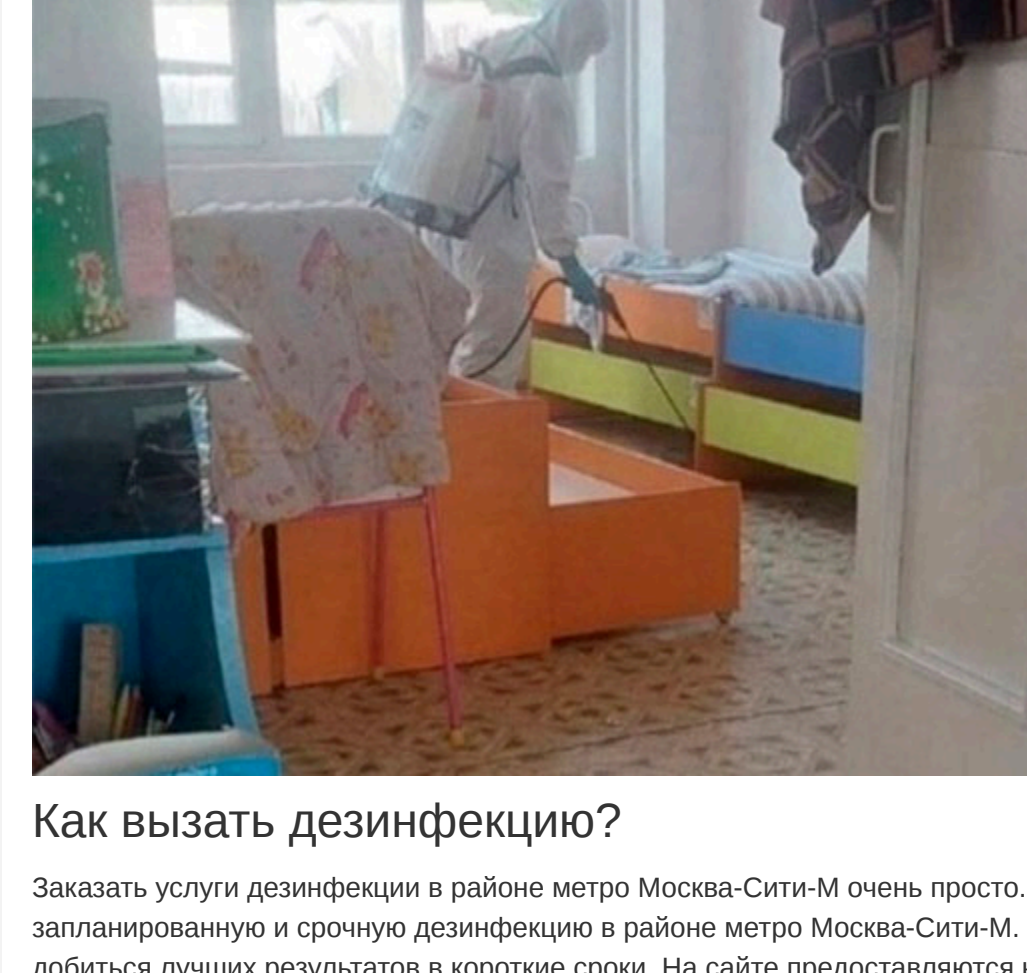 Как вызать дезинфекцию?
Заказать услуги дезинфекции в районе метро Москва-Сити-М очень просто.
запланированную и срочную дезинфекцию в районе метро Москва-Сити-М.
добиться лучших результатов в короткие сроки. На сайте предоставляются